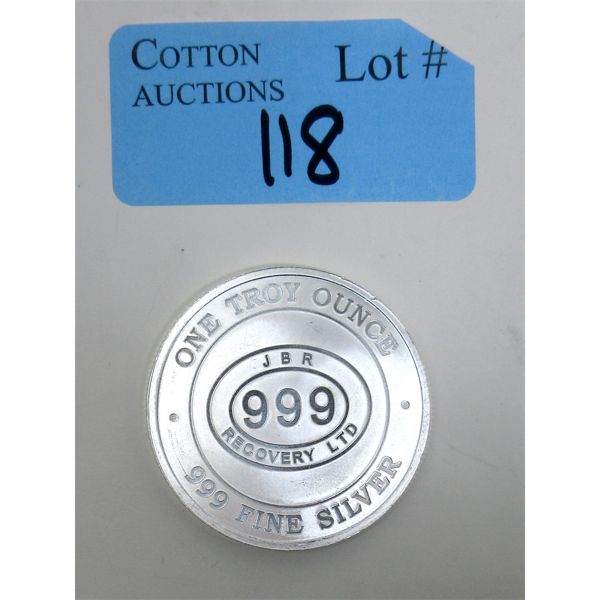 COTTON AUCTIONS
Lot #
118
ONE TROY OUNCE
JBR
999
RECOVERY LTD
999 FINE SILVER